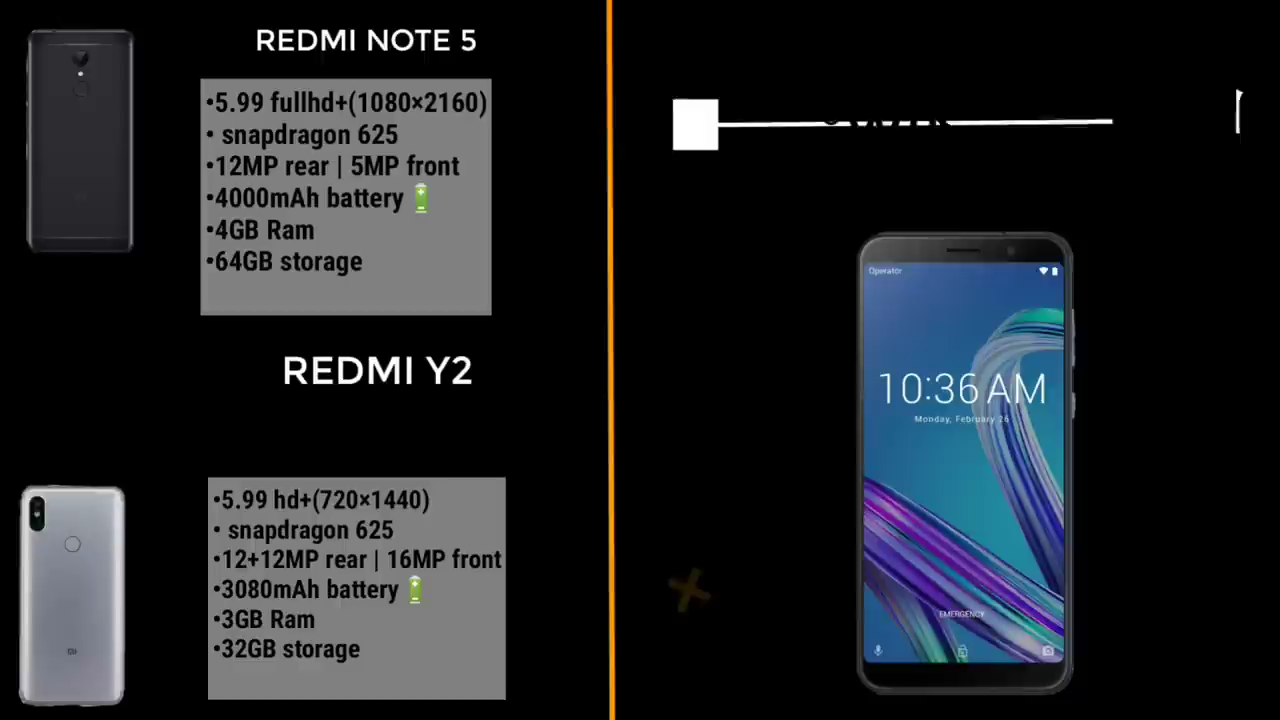 REDMI NOTE 5
•5.99 fullhd+(1080×2160)
• snapdragon 625
•12MP rear | 5MP front
•4000mAh battery
•4GB Ram
•64GB storage
REDMI Y2
•5.99 hd+(720×1440)
• snapdragon 625
•12+12MP rear | 16MP front
•3080mAh battery
•3GB Ram
•32GB storage
Operator
10:36 AM
Monday, February 26
EMERGENCY